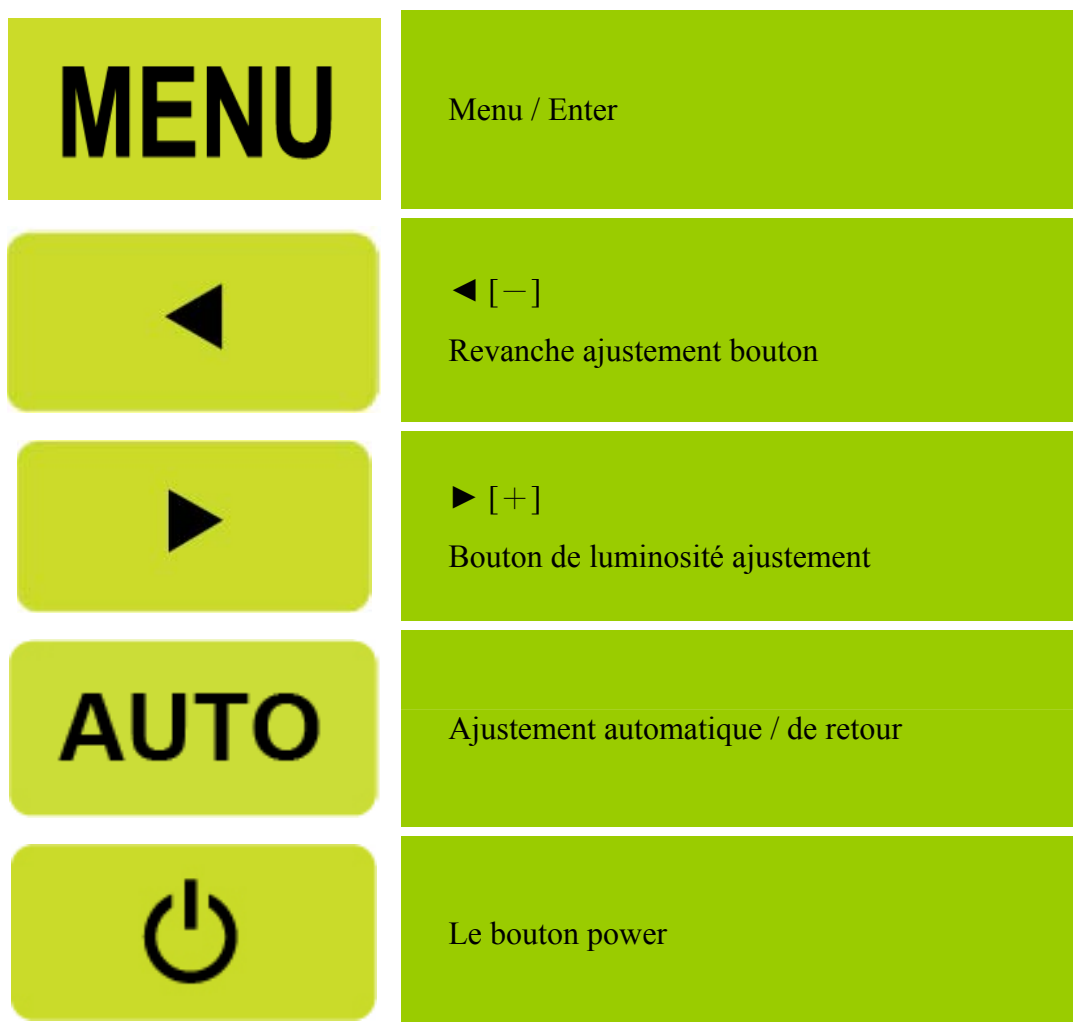 MENU
Menu / Enter
◄ [－]
Revanche ajustement bouton
► [＋]
Bouton de luminosité ajustement
AUTO
Ajustement automatique / de retour
Le bouton power